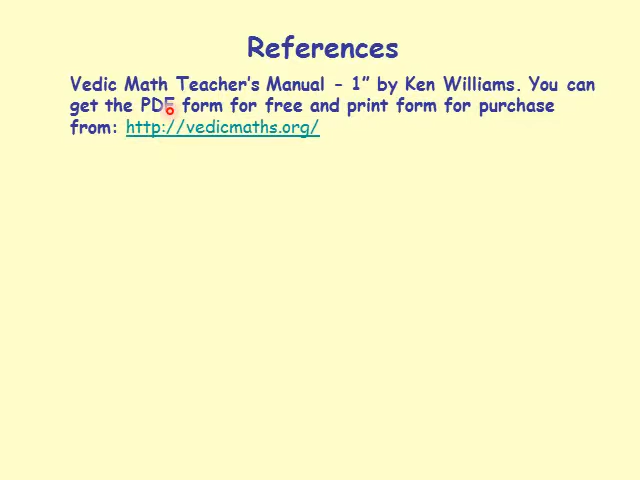 References
Vedic Math Teacher's Manual - 1” by Ken Williams. You can
get the PDF form for free and print form for purchase
from: http://vedicmaths.org/